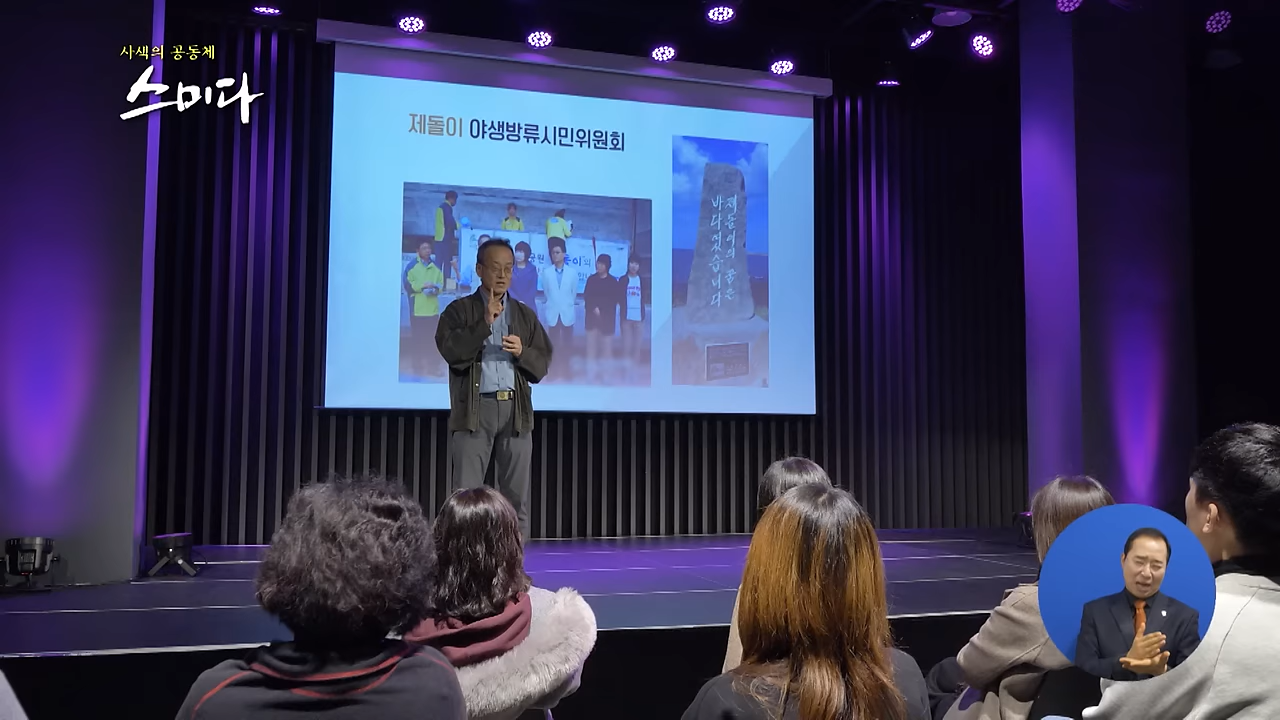 사색의 공동체
스미다
제돌이 야생방류시민위원회
제돌이의 꿈은
바다였습니다